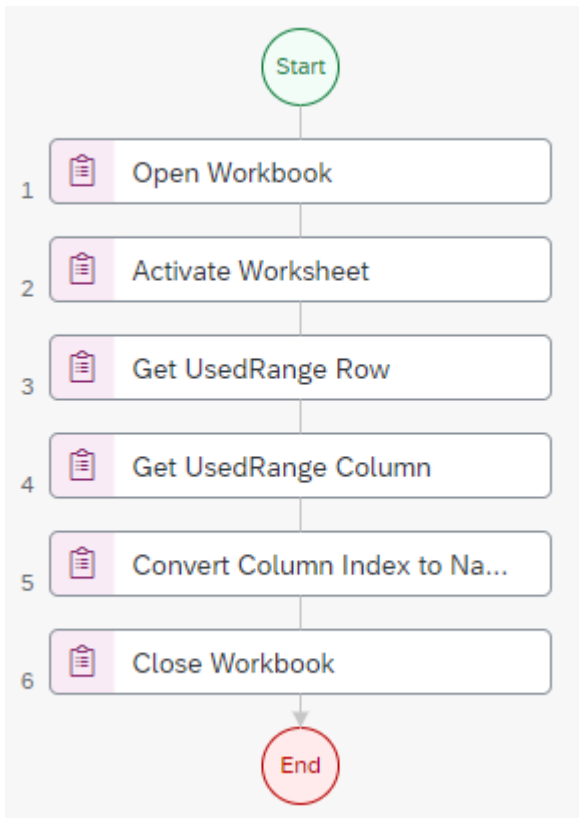 Start
1 Open Workbook
2 Activate Worksheet
3 Get UsedRange Row
4 Get UsedRange Column
5 Convert Column Index to Na...
6 Close Workbook
End